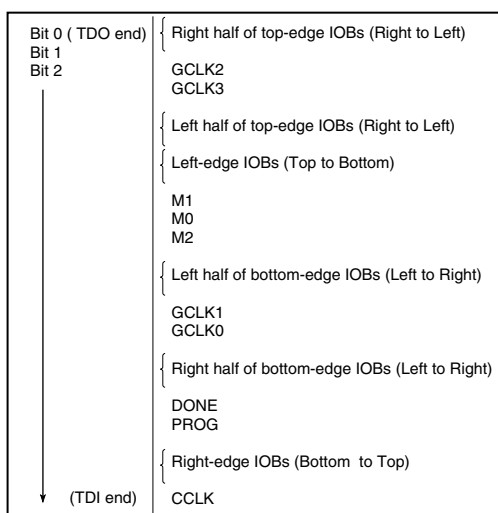 Bit 0 ( TDO end)
Bit 1
Bit 2
Right half of top-edge IOBs (Right to Left)
GCLK2
GCLK3
Left half of top-edge IOBs (Right to Left)
Left-edge IOBs (Top to Bottom)
M1
M0
M2
Left half of bottom-edge IOBs (Left to Right)
GCLK1
GCLK0
Right half of bottom-edge IOBs (Left to Right)
DONE
PROG
Right-edge IOBs (Bottom to Top)
(TDI end)
CCLK